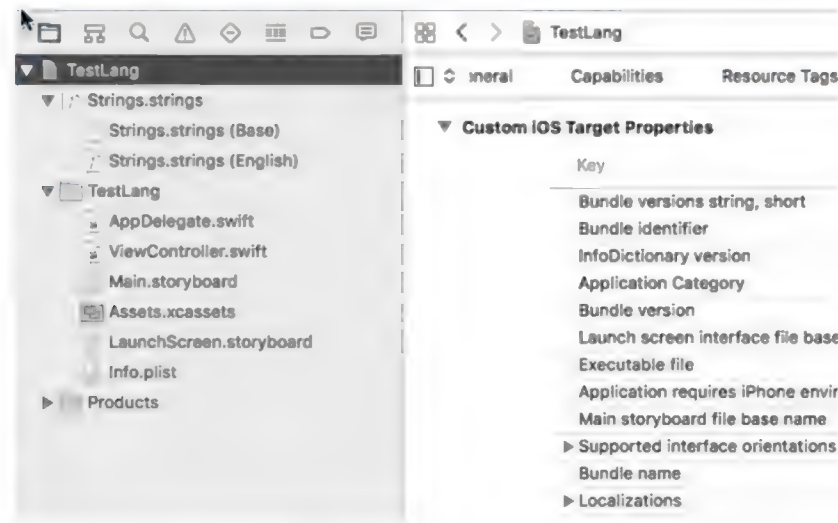 TestLang
Strings.strings
Strings.strings (Base)
Strings.strings (English)
TestLang
AppDelegate.swift
ViewController.swift
Main.storyboard
Assets.xcassets
LaunchScreen.storyboard
Info.plist
Products
TestLang
neral Capabilities Resource Tags
Custom iOS Target Properties
Key
Bundle versions string, short
Bundle identifier
InfoDictionary version
Application Category
Bundle version
Launch screen interface file base
Executable file
Application requires iPhone envir
Main storyboard file base name
Supported interface orientations
Bundle name
Localizations